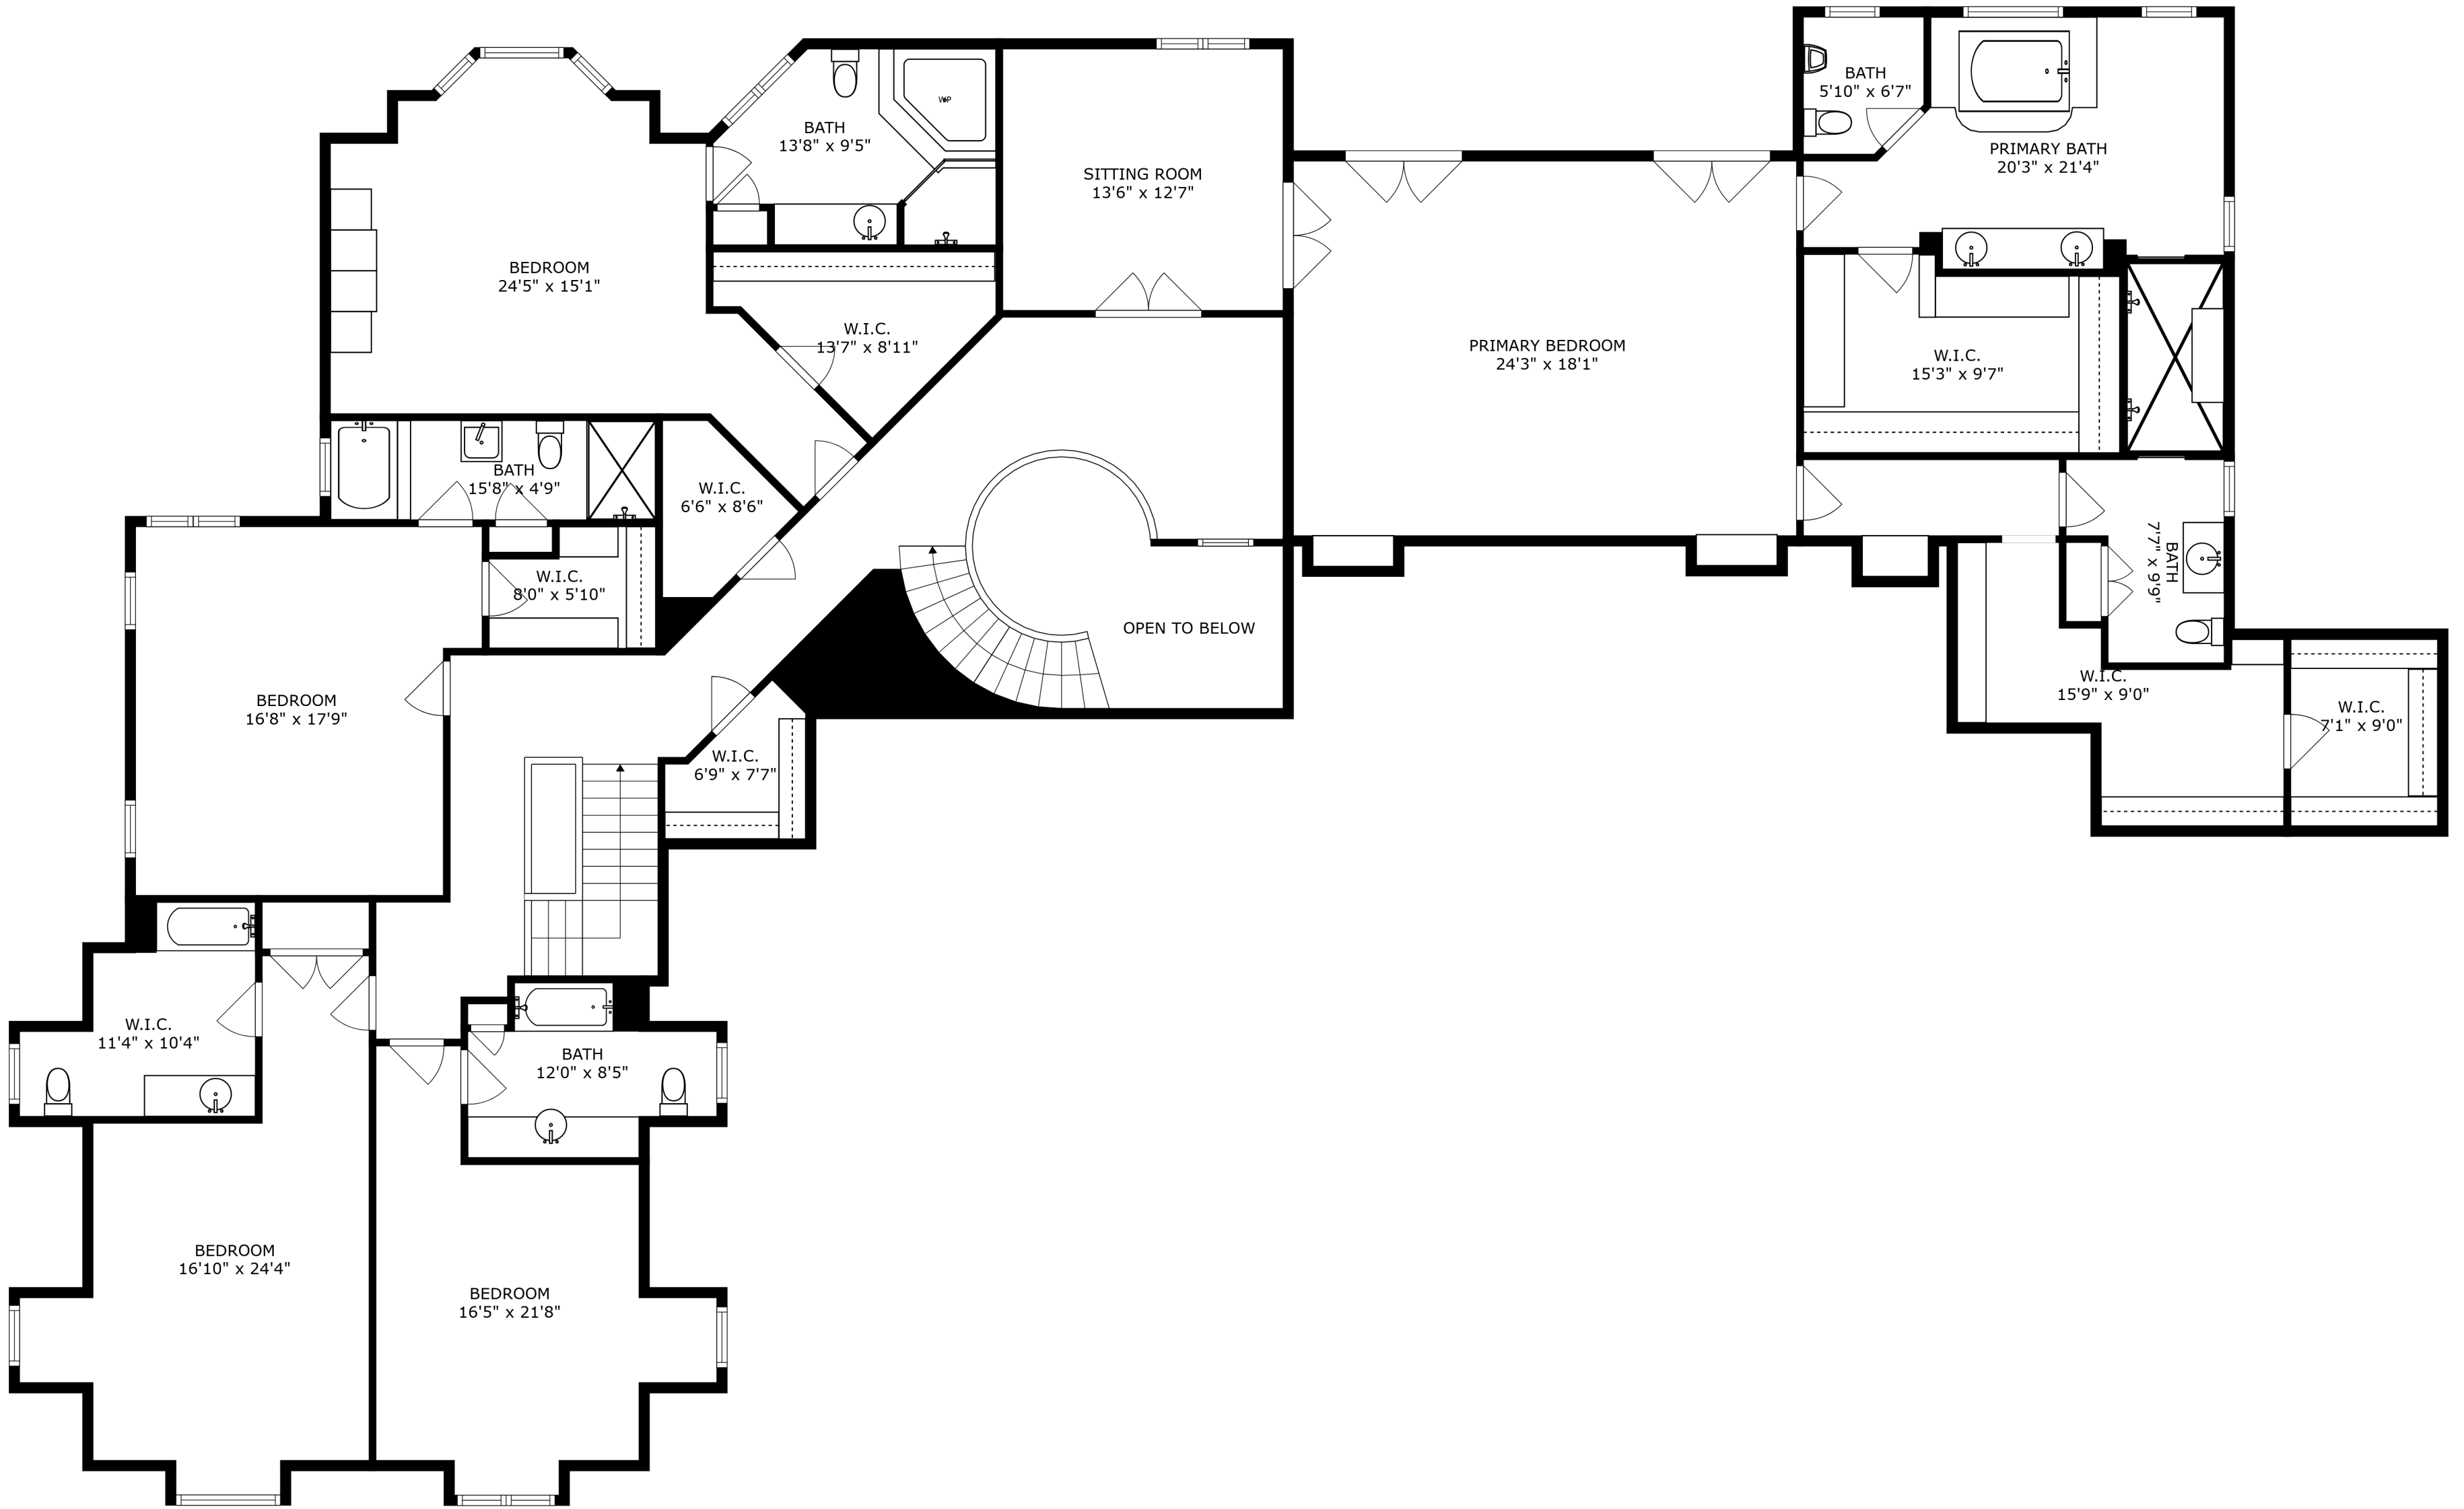 BATH
5'10" x 6'7"
PRIMARY BATH
20'3" x 21'4"
BATH
13'8" x 9'5"
WP
SITTING ROOM
13'6" x 12'7"
BEDROOM
24'5" x 15'1"
W.I.C.
13'7" x 8'11"
PRIMARY BEDROOM
24'3" x 18'1"
W.I.C.
15'3" x 9'7"
BATH
15'8" x 4'9"
W.I.C.
6'6" x 8'6"
W.I.C.
8'0" x 5'10"
BATH
7'7" x 9'9"
OPEN TO BELOW
BEDROOM
16'8" x 17'9"
W.I.C.
15'9" x 9'0"
W.I.C.
7'1" x 9'0"
W.I.C.
6'9" x 7'7"
W.I.C.
11'4" x 10'4"
BATH
12'0" x 8'5"
BEDROOM
16'10" x 24'4"
BEDROOM
16'5" x 21'8"